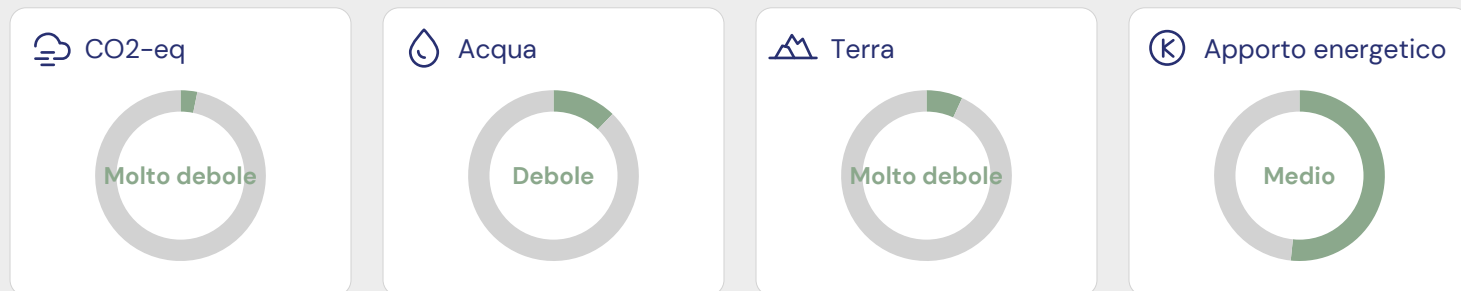 CO2-eq
Molto debole
Acqua
Debole
Terra
Molto debole
Apporto energetico
Medio